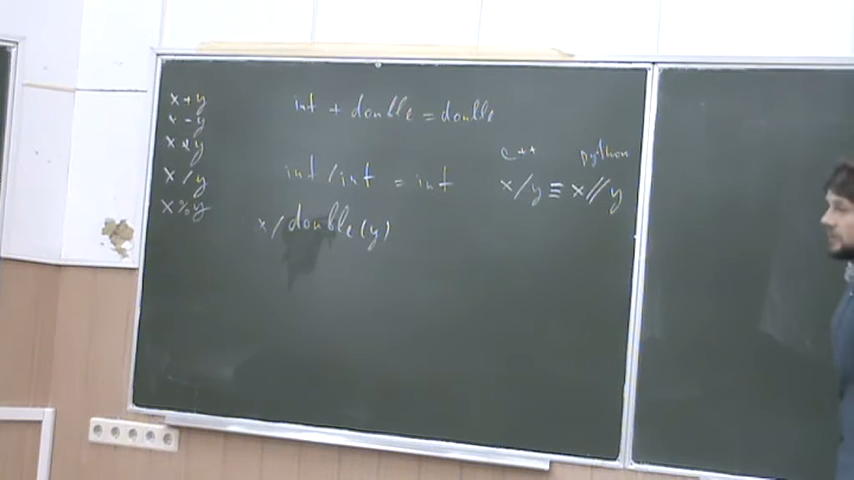 x+y
x-y
x*y
x/y
x%y
int + double = double
int/int = int
x/double(y)
c++ python
x/y ≡ x//y